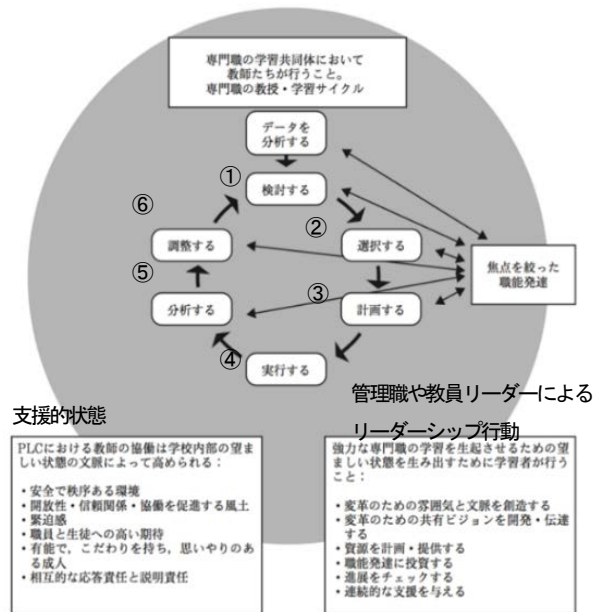 専門職の学習共同体において
教師たちが行うこと。
専門職の教授・学習サイクル
データを
分析する
①
検討する
⑥
②
調整する
選択する
焦点を絞った
職能発達
⑤
③
分析する
計画する
④
実行する
支援的状態
管理職や教員リーダーによる
リーダーシップ行動
PLCにおける教師の協働は学校内部の望ま
しい状態の文脈によって高められる：
・安全で秩序ある環境
・開放性・信頼関係・協働を促進する風土
・緊迫感
・職員と生徒への高い期待
・有能で，こだわりを持ち，思いやりのあ
る成人
・相互的な応答責任と説明責任
強力な専門職の学習を生起させるための望
ましい状態を生み出すために学習者が行う
こと：
・変革のための雰囲気と文脈を創造する
・変革のための共有ビジョンを開発・伝達
する
・資源を計画・提供する
・職能発達に投資する
・進展をチェックする
・連続的な支援を与える